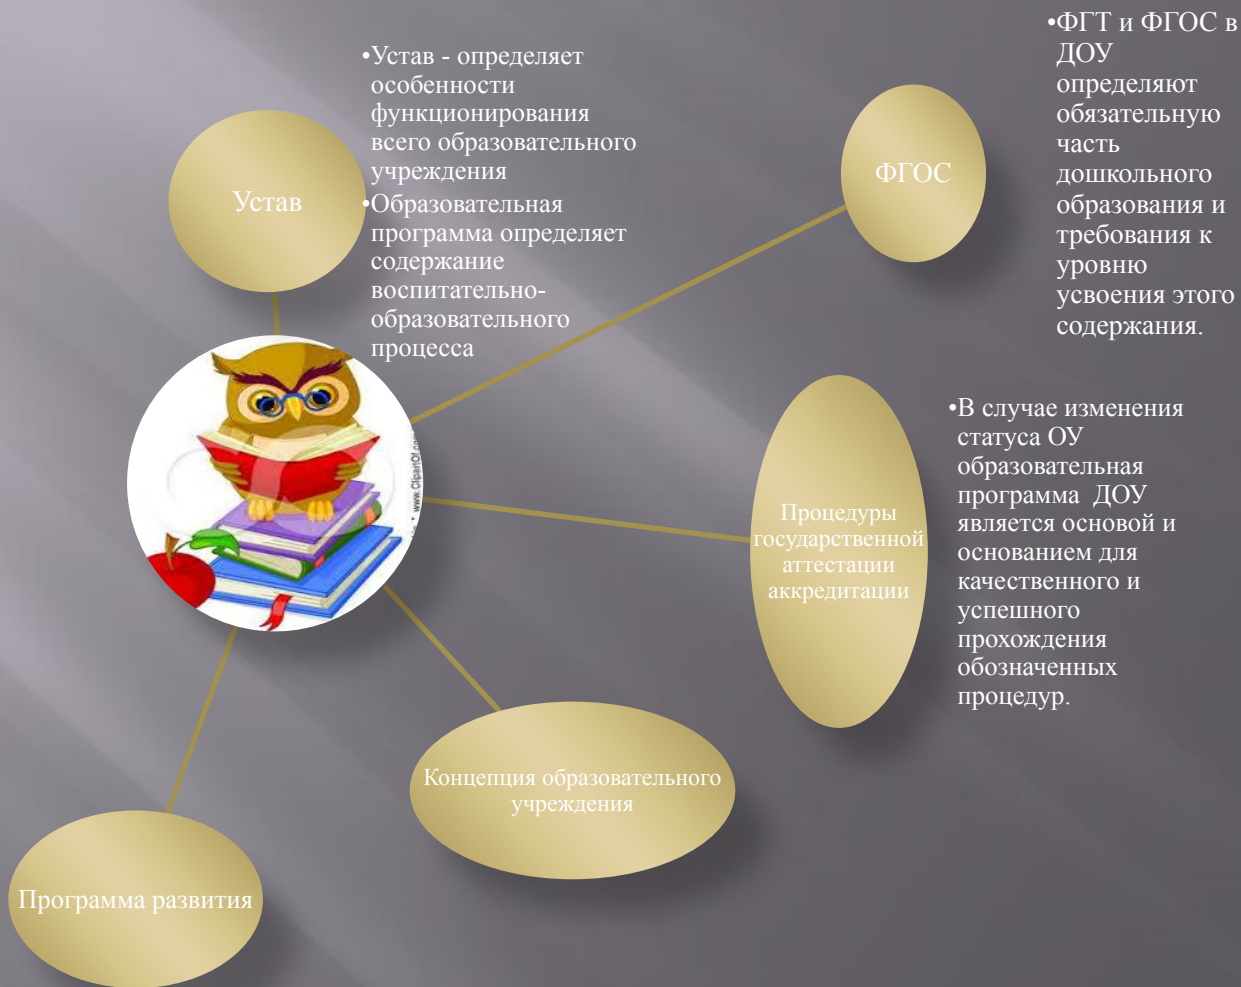 Устав
•Устав - определяет
особенности
функционирования
всего образовательного
учреждения
•Образовательная
программа определяет
содержание
воспитательно-
образовательного
процесса
ФГОС
•ФГТ и ФГОС в
ДОУ
определяют
обязательную
часть
дошкольного
образования и
требования к
уровню
усвоения этого
содержания.
Процедуры
государственной
аттестации
аккредитации
•В случае изменения
статуса ОУ
образовательная
программа ДОУ
является основой и
основанием для
качественного и
успешного
прохождения
обозначенных
процедур.
Концепция образовательного
учреждения
Программа развития